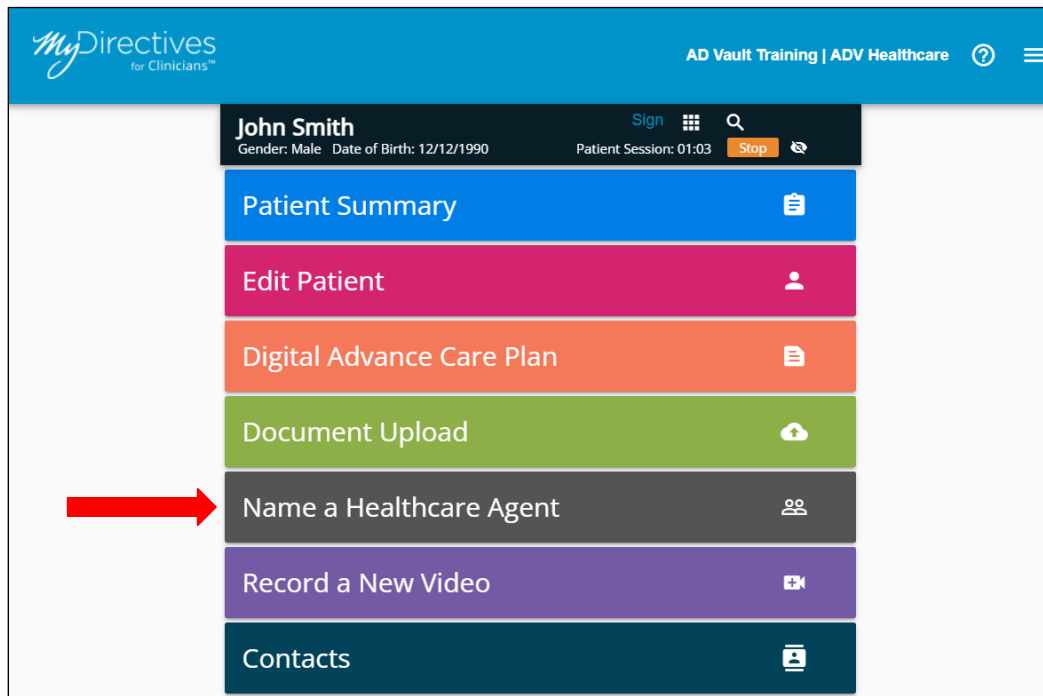 MyDirectives
for Clinicians™
AD Vault Training | ADV Healthcare
John Smith
Sign
Gender: Male Date of Birth: 12/12/1990
Patient Session: 01:03 Stop
Patient Summary
Edit Patient
Digital Advance Care Plan
Document Upload
Name a Healthcare Agent
Record a New Video
Contacts